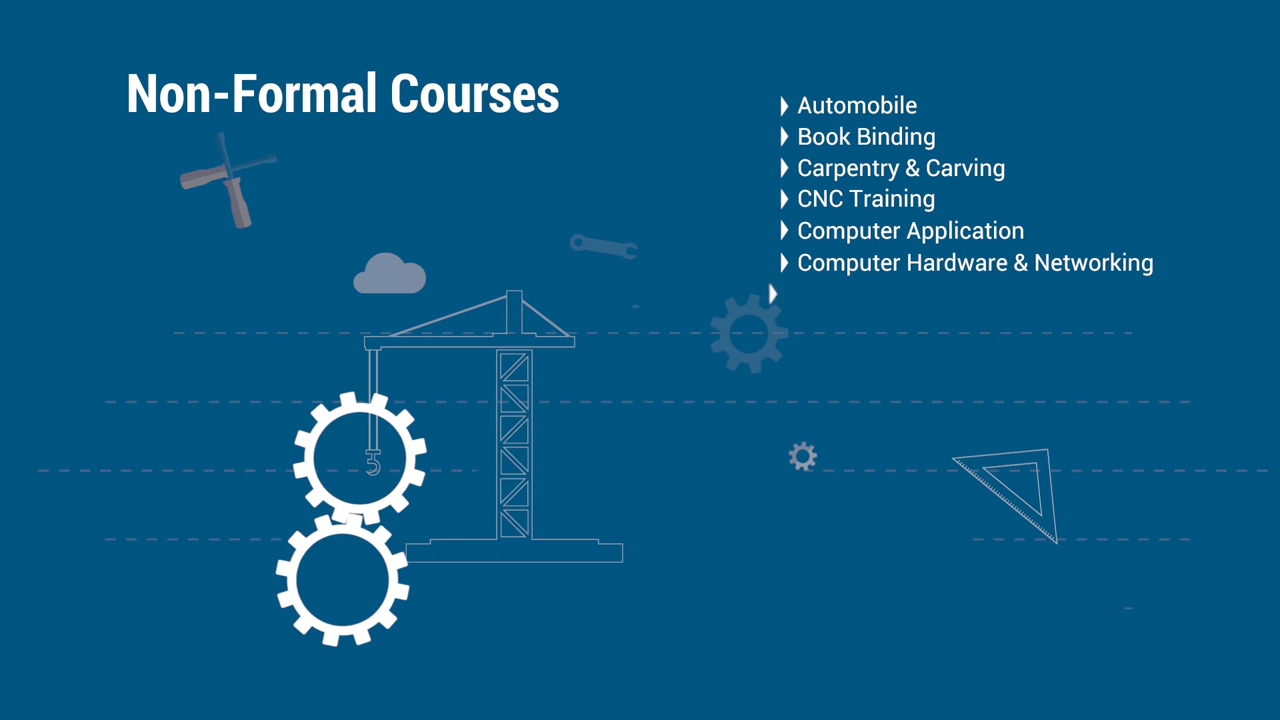 Non-Formal Courses
Automobile
Book Binding
Carpentry & Carving
CNC Training
Computer Application
Computer Hardware & Networking